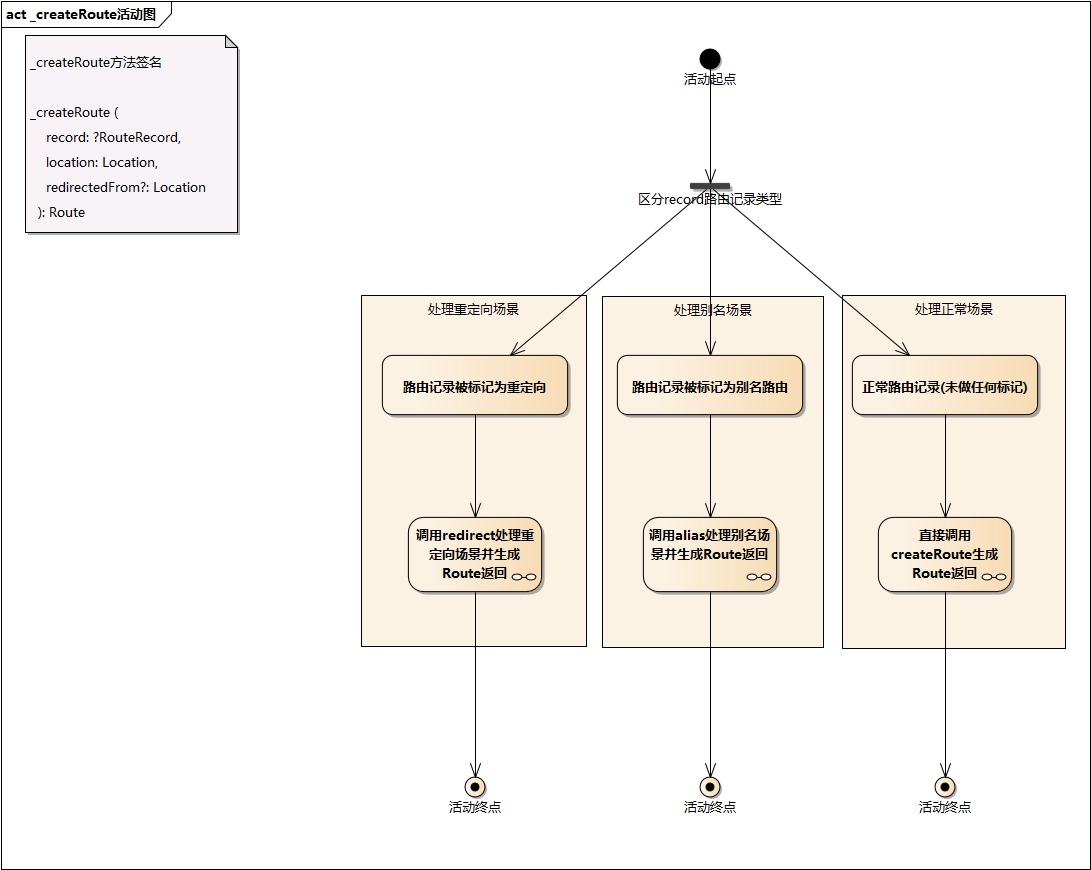 act _createRoute活动图
_createRoute方法签名
_createRoute (
record: ?RouteRecord,
location: Location,
redirectedFrom?: Location
): Route
活动起点
区分record路由记录类型
处理重定向场景
处理别名场景
处理正常场景
路由记录被标记为重定向
路由记录被标记为别名路由
正常路由记录(未做任何标记)
调用redirect处理重
定向场景并生成
Route返回
调用alias处理别名场
景并生成Route返回
直接调用
createRoute生成
Route返回
活动终点
活动终点
活动终点